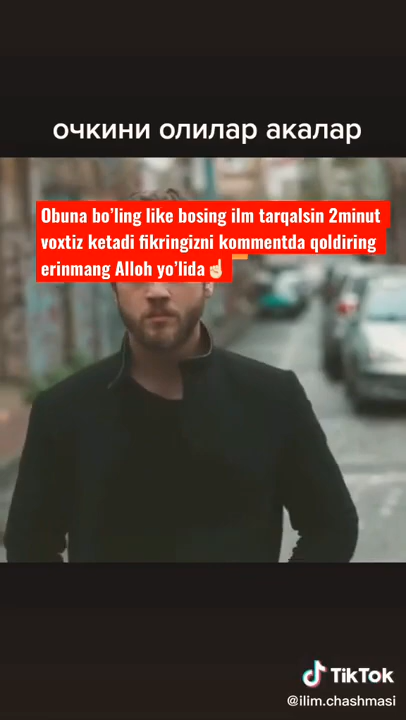 очкини олилар акалар
Obuna bo’ling like bosing ilm tarqalsin 2minut
voxtiz ketadi fikringizni kommentda qoldiring
erinmang Alloh yo’lida☝🏻
TikTok
@ilim.chashmasi